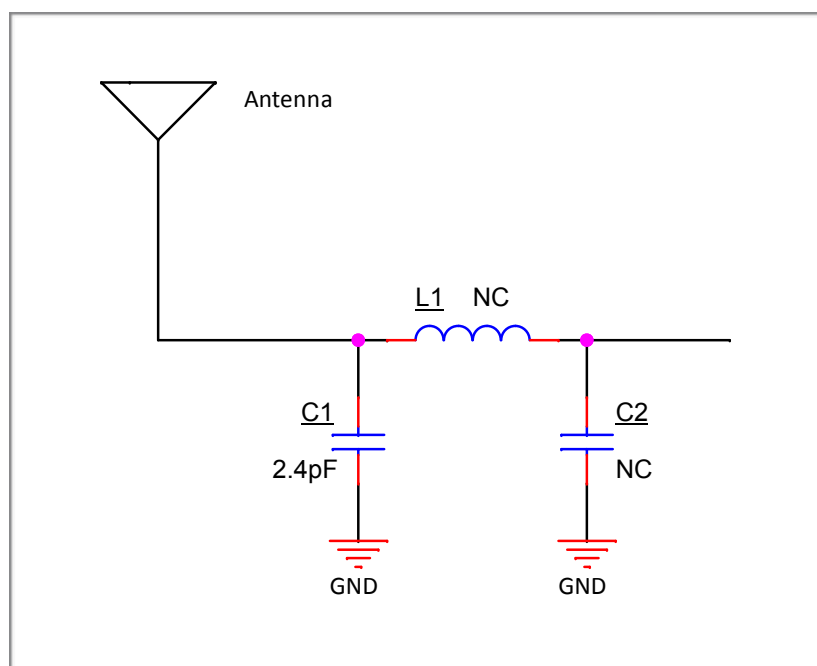 Antenna
L1 NC
C1
2.4pF
C2
NC
GND
GND